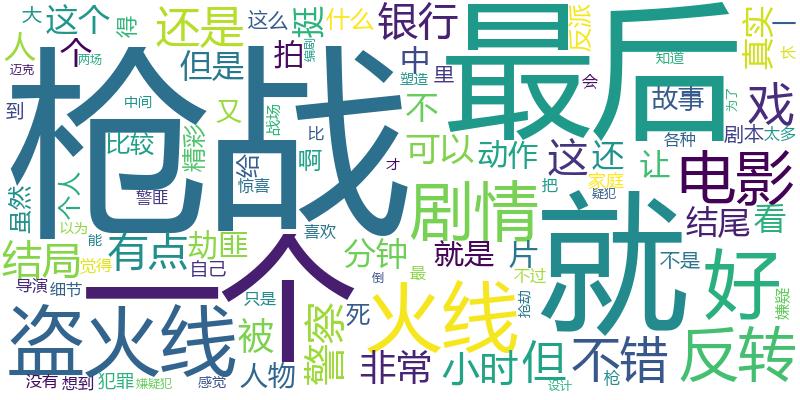 大
这个
得
还是
这么
挺
什么
银行
反派
真实
一
人
个
但是
拍
编剧
中
知道
长
迈克
两场
塑造
里
会
为了
故事
戏
到
枪战
最后
中间
又
战场
比
不
各种
剧本
太多
比较
精彩
给
啊
才
可以
动作
这
还
让
电影
虽然
个人
警匪
惊喜
把
家庭
疑犯
以为
喜欢
剧情
就
结尾
看
结局
能
觉得
有点
劫匪
自己
一个
分钟
就是
片
不是
好
导演
细节
只是
倒
最
不过
抢劫
嫌疑
盗火线
被
警察
死
火线
但
不错
反转
没有
想到
犯罪
嫌疑犯
感觉
人物
非常
小时
设计
枪